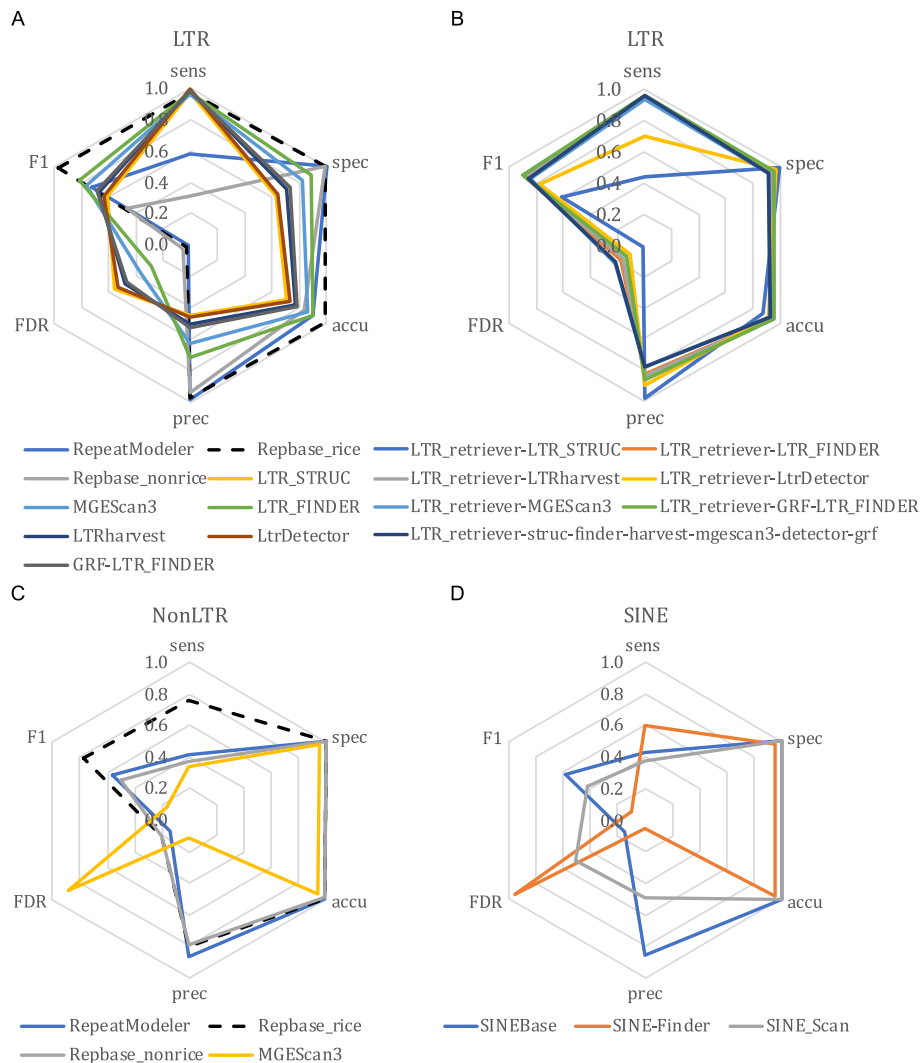 A
B
LTR
LTR
sens
sens
1.0
1.0
0.8
0.8
F1
spec
F1
spec
0.6
0.6
0.4
0.4
0.2
0.2
0.0
0.0
FDR
accu
FDR
accu
prec
prec
RepeatModeler
Repbase_rice
LTR_retriever-LTR_STRUC
LTR_retriever-LTR_FINDER
Repbase_nonrice
LTR_STRUC
LTR_retriever-LTRharvest
LTR_retriever-LtrDetector
MGEScan3
LTR_FINDER
LTR_retriever-MGEScan3
LTR_retriever-GRF-LTR_FINDER
LTRharvest
LtrDetector
LTR_retriever-struc-finder-harvest-mgescan3-detector-grf
GRF-LTR_FINDER
C
D
NonLTR
SINE
sens
sens
1.0
1.0
0.8
0.8
F1
spec
F1
spec
0.6
0.6
0.4
0.4
0.2
0.2
0.0
0.0
FDR
accu
FDR
accu
prec
prec
RepeatModeler
Repbase_rice
SINEBase
SINE-Finder
SINE_Scan
Repbase_nonrice
MGEScan3